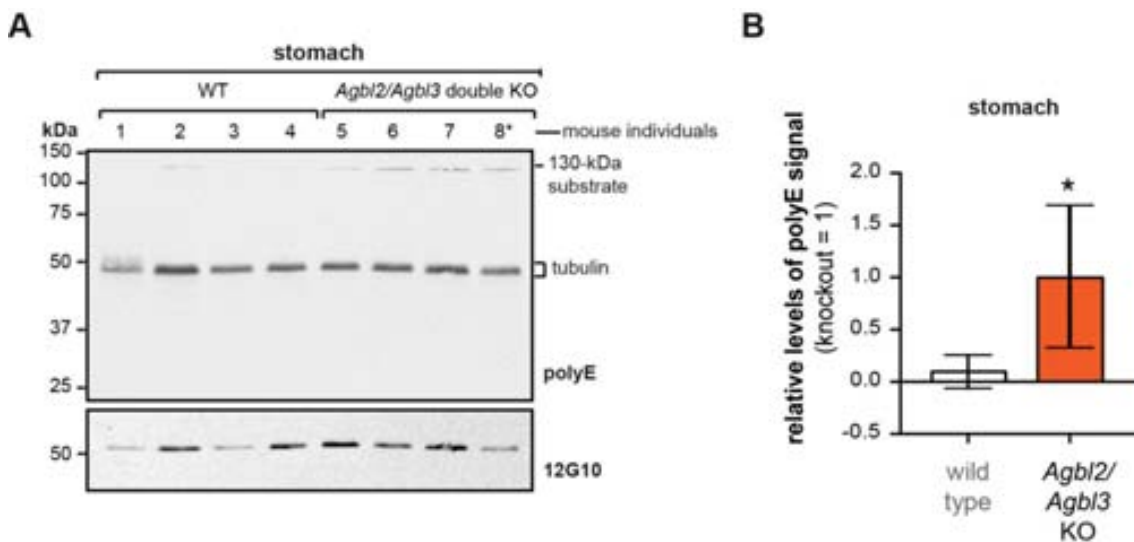 A
stomach
WT
Agbl2/Agbl3 double KO
kDa
1 2 3 4 5 6 7 8*
mouse individuals
150
100
75
50
37
25
130-kDa
substrate
tubulin
polyE
50
12G10
B
stomach
relative levels of polyE signal
(knockout = 1)
2.0
1.5
1.0
0.5
0.0
-0.5
*
wild
type
Agbl2/
Agbl3
KO